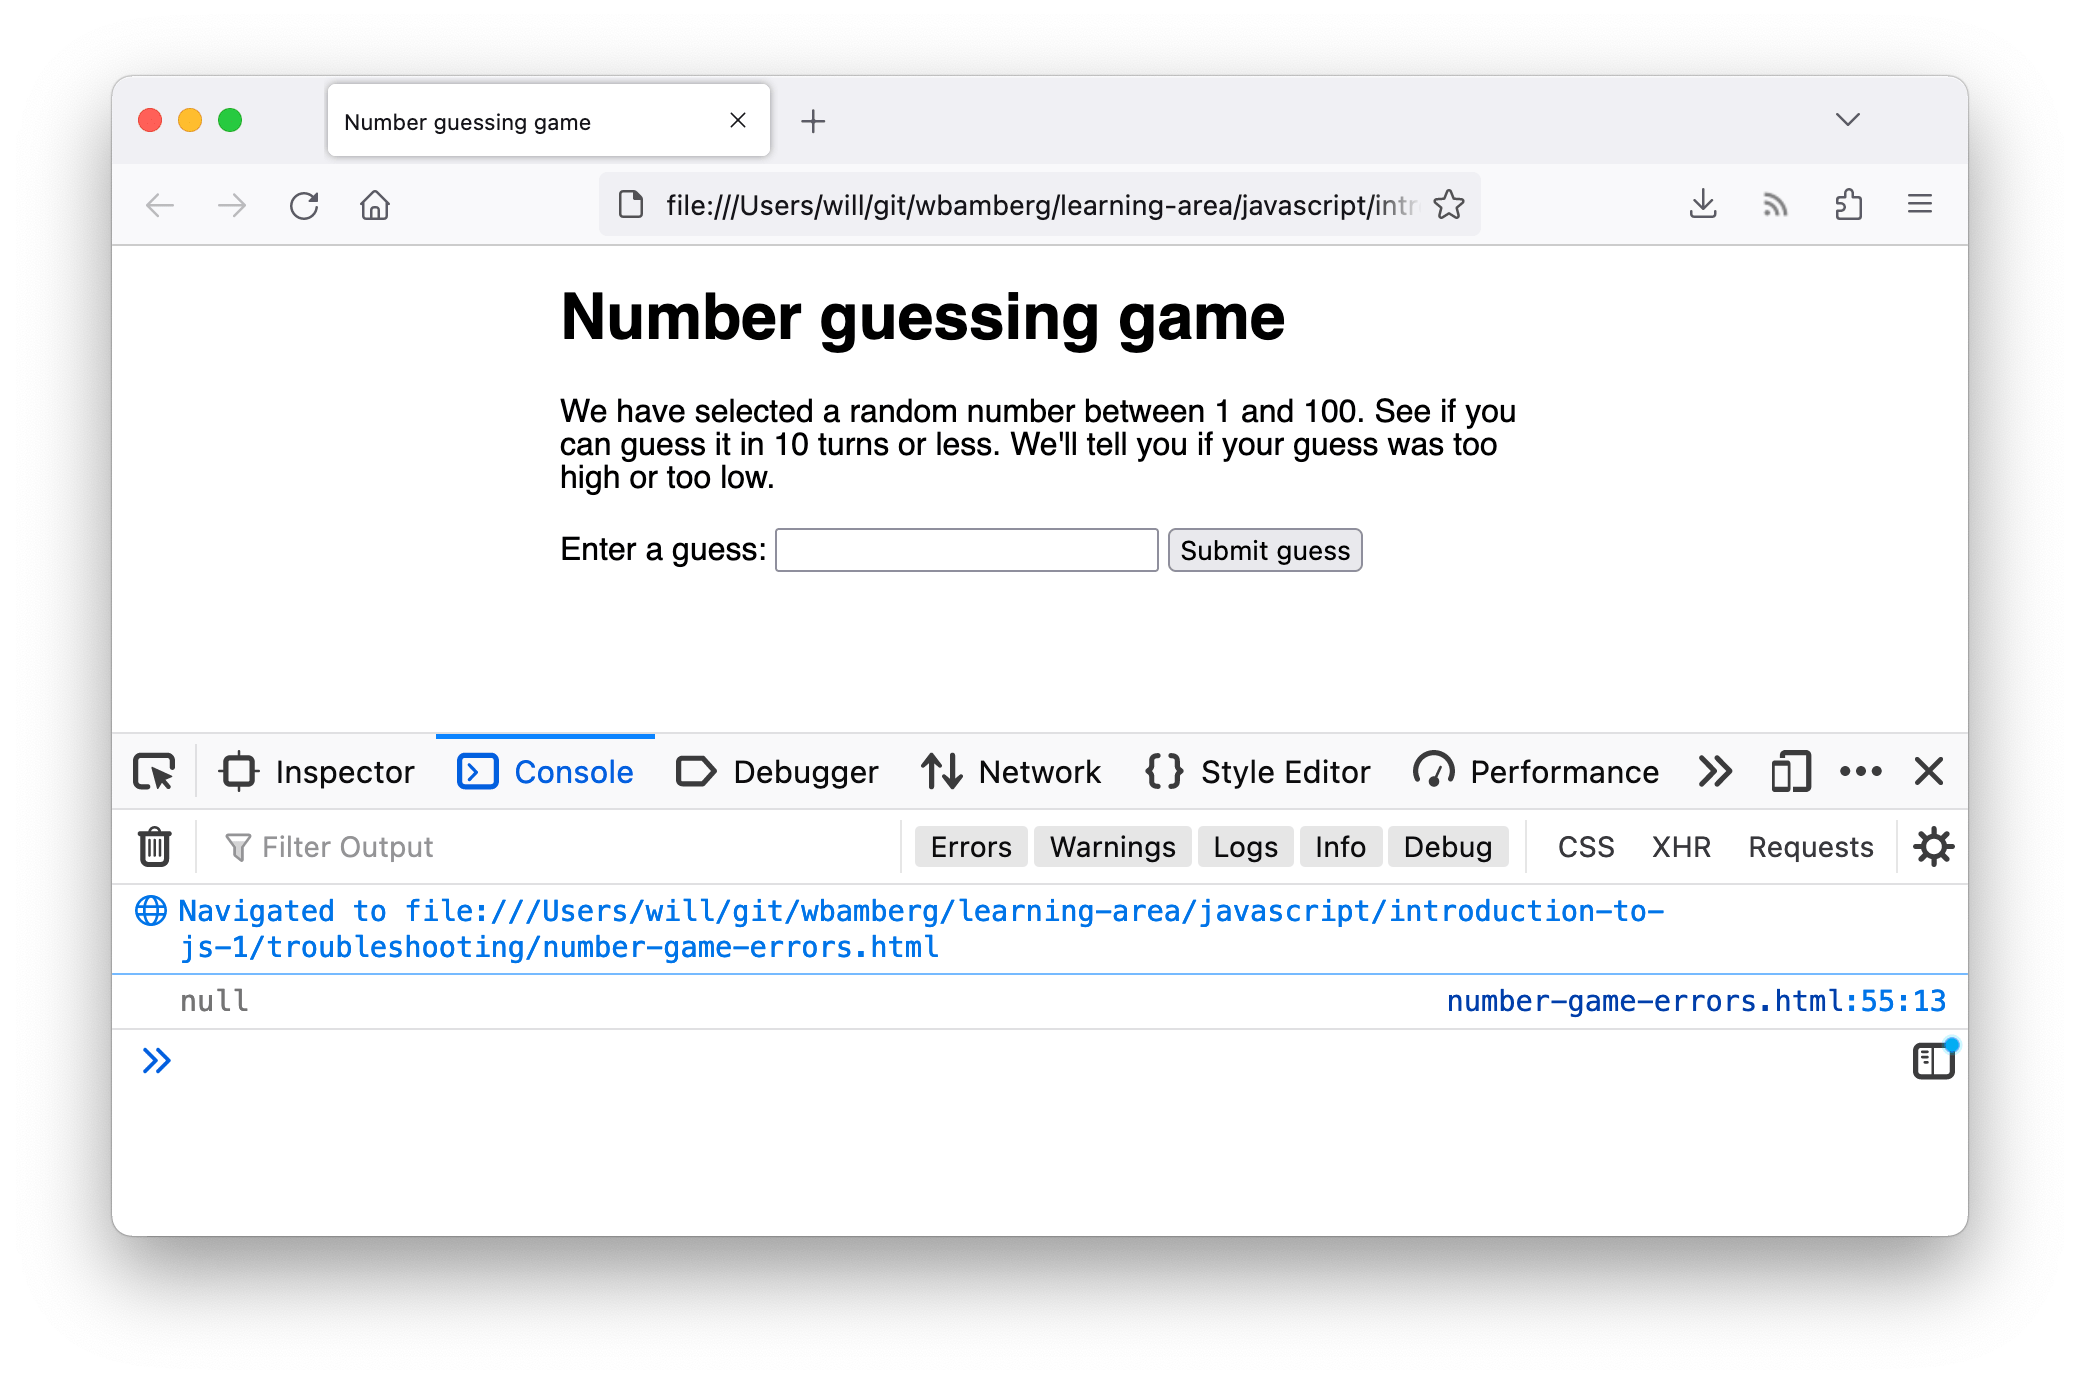 Number guessing game
file:///Users/will/git/wbamberg/learning-area/javascript/intr
Number guessing game
We have selected a random number between 1 and 100. See if you
can guess it in 10 turns or less. We'll tell you if your guess was too
high or too low.
Enter a guess: Submit guess
Inspector Console Debugger Network Style Editor Performance
Filter Output Errors Warnings Logs Info Debug CSS XHR Requests
Navigated to file:///Users/will/git/wbamberg/learning-area/javascript/introduction-to-
js-1/troubleshooting/number-game-errors.html
null number-game-errors.html:55:13